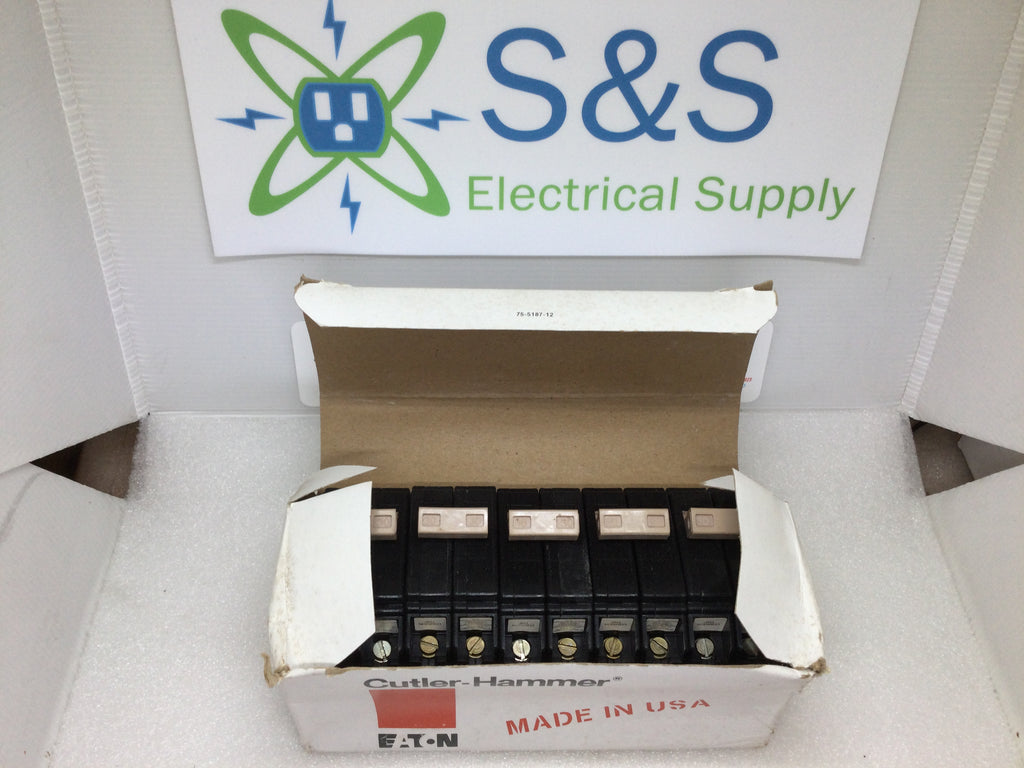 S&S
Electrical Supply
75-5187-12
Cutler-Hammer®
MADE IN USA
EATON